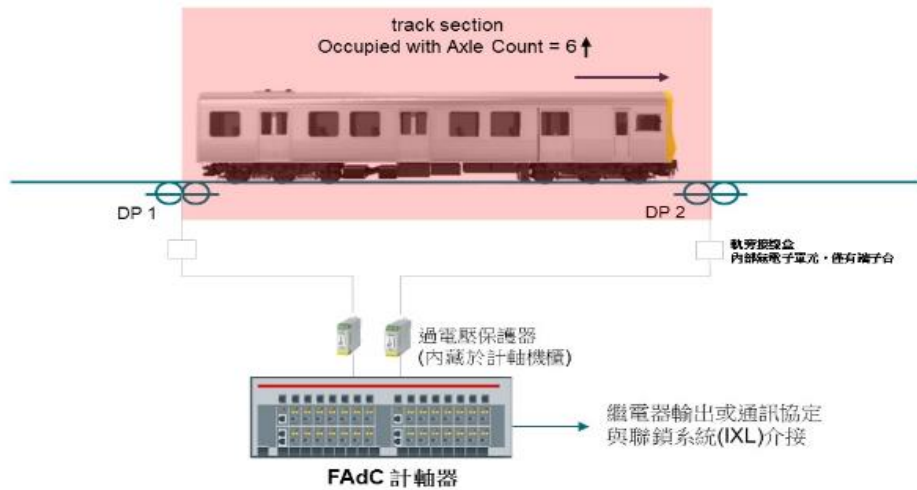 track section
Occupied with Axle Count = 6
DP 1
DP 2
軌旁接線盒
內部無電子單元,僅有端子台
過電壓保護器
(內藏於計軸機櫃)
繼電器輸出或通訊協定
與聯鎖系統(IXL)介接
FAdC 計軸器